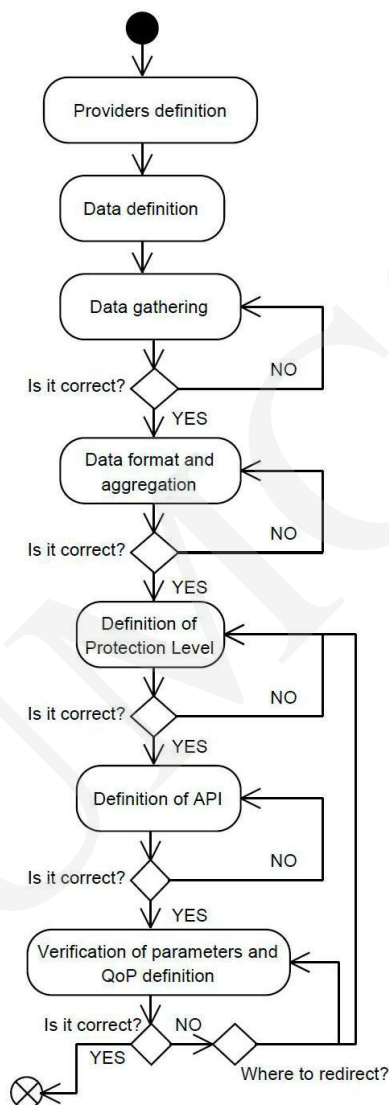 Providers definition
Data definition
Data gathering
Is it correct?
NO
YES
Data format and
aggregation
Is it correct?
NO
YES
Definition of
Protection Level
Is it correct?
NO
YES
Definition of API
Is it correct?
NO
YES
Verification of parameters and
QoP definition
Is it correct?
NO
YES
Where to redirect?
UMCS